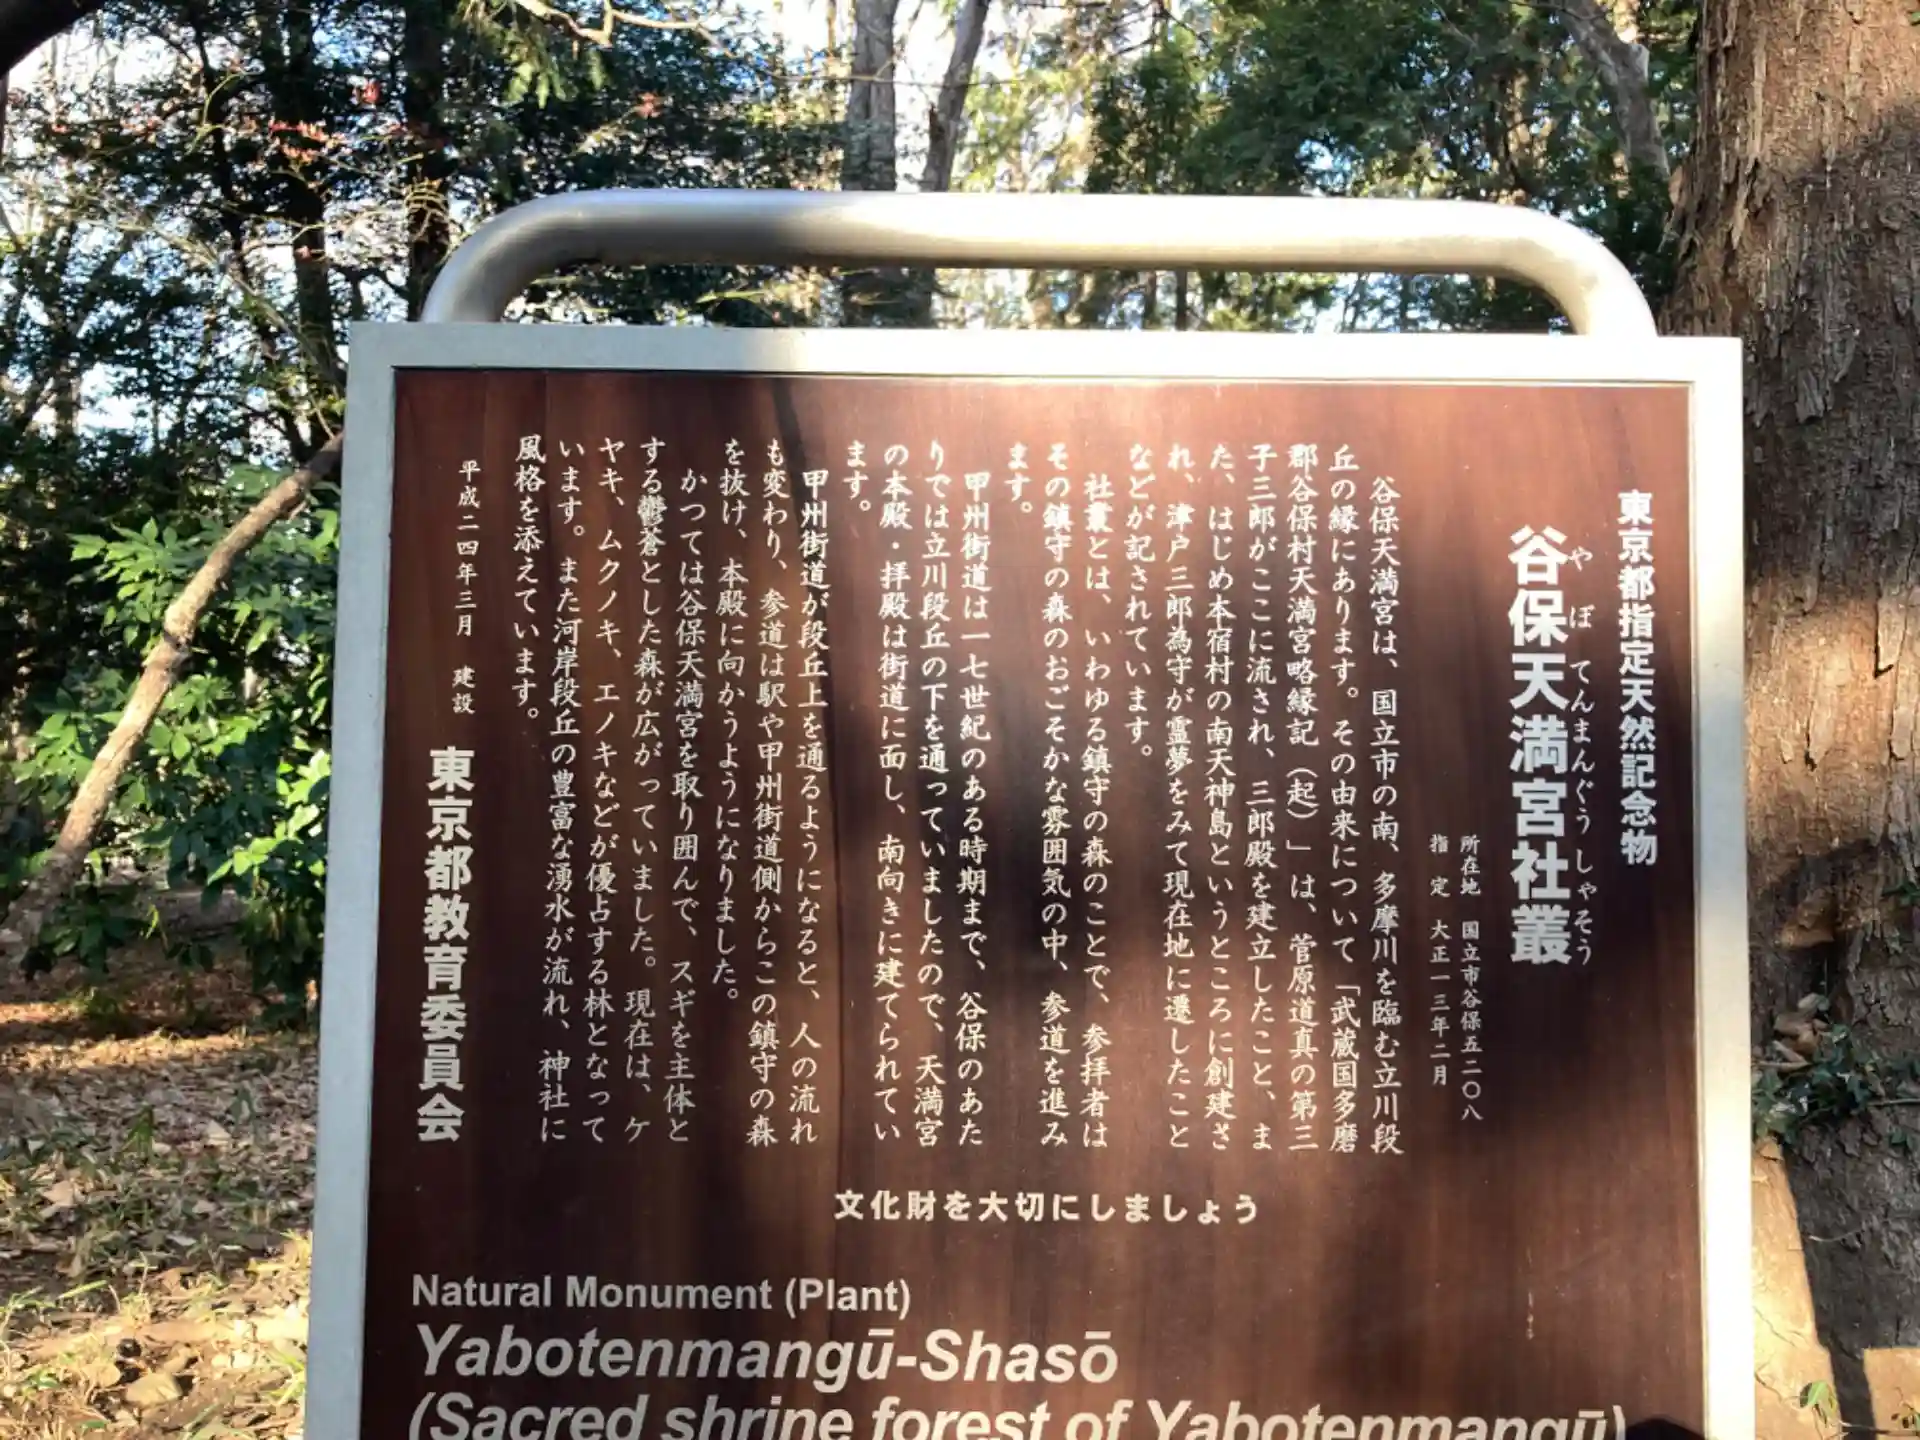 東京都指定天然記念物
谷保天満宮社叢
や ぼ てんまんぐう しゃそう
所在地 国立市谷保五二〇八
指定 大正一三年二月
谷保天満宮は、国立市の南、多摩川を臨む立川段
丘の縁にあります。その由来について「武蔵国多磨
郡谷保村天満宮略縁記（起）」は、菅原道真の第三
子三郎がここに流され、三郎殿を建立したこと、ま
た、はじめ本宿村の南天神島というところに創建さ
れ、津戸三郎為守が霊夢をみて現在地に遷したこと
などが記されています。
社叢とは、いわゆる鎮守の森のことで、参拝者は
その鎮守の森のおごそかな雰囲気の中、参道を進み
ます。
甲州街道は一七世紀のある時期まで、谷保のあた
りでは立川段丘の下を通っていましたので、天満宮
の本殿・拝殿は街道に面し、南向きに建てられてい
ます。
甲州街道が段丘上を通るようになると、人の流れ
も変わり、参道は駅や甲州街道側からこの鎮守の森
を抜け、本殿に向かうようになりました。
かつては谷保天満宮を取り囲んで、スギを主体と
する鬱蒼とした森が広がっていました。現在は、ケ
ヤキ、ムクノキ、エノキなどが優占する林となって
います。また河岸段丘の豊富な湧水が流れ、神社に
風格を添えています。
平成二四年三月 建設
東京都教育委員会
文化財を大切にしましょう
Natural Monument (Plant)
Yabotenmangū-Shasō
(Sacred shrine forest of Yabotenmangū)